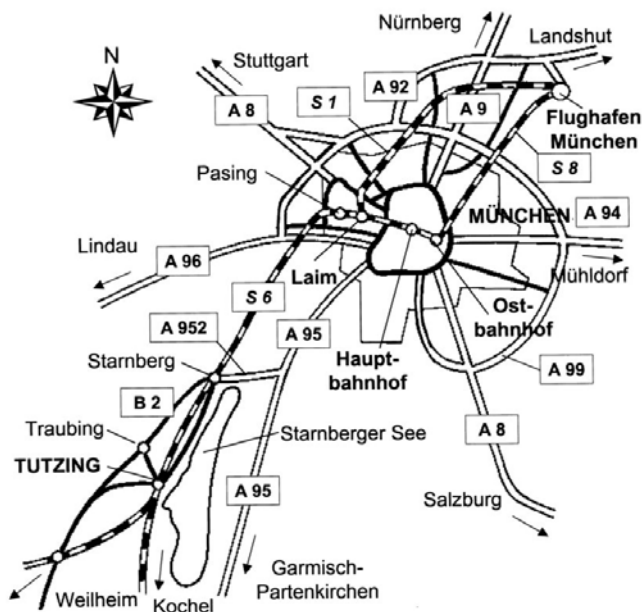 Nürnberg
Landshut
N
Stuttgart
A 92
A 8
S 1
A 9
Flughafen
München
Pasing
S 8
MÜNCHEN
A 94
Lindau
A 96
Laim
Mühldorf
S 6
Ost-
bahnhof
A 952
A 95
Haupt-
bahnhof
Starnberg
A 99
B 2
Traubing
Starnberger See
A 8
TUTZING
A 95
Salzburg
Garmisch-
Partenkirchen
Weilheim
Kochel